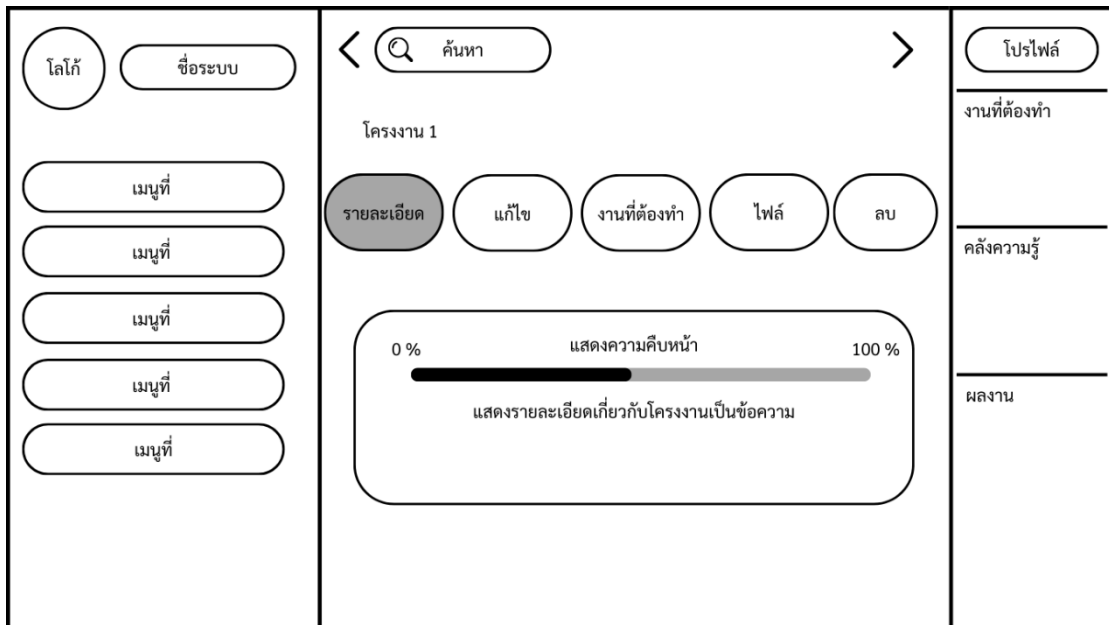 โลโก้
ชื่อระบบ
เมนูที่
เมนูที่
เมนูที่
เมนูที่
เมนูที่
ค้นหา
โครงงาน 1
รายละเอียด
แก้ไข
งานที่ต้องทำ
ไฟล์
ลบ
0 %
แสดงความคืบหน้า
100 %
แสดงรายละเอียดเกี่ยวกับโครงงานเป็นข้อความ
โปรไฟล์
งานที่ต้องทำ
คลังความรู้
ผลงาน